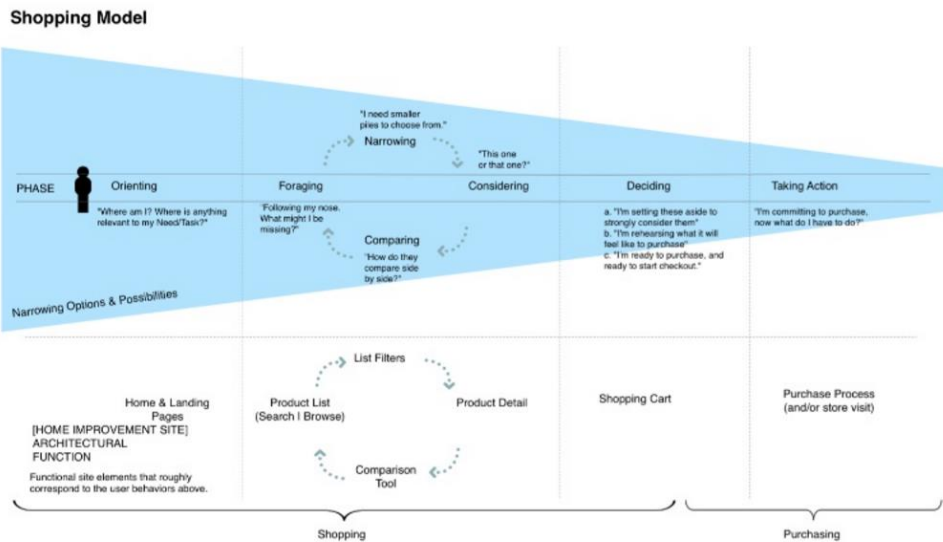 Shopping Model
"I need smaller
piles to choose from."
Narrowing
"This one
or that one?"
PHASE
Orienting
Foraging
Considering
Deciding
Taking Action
"Where am I? Where is anything
relevant to my Need/Task?"
"Following my nose.
What might I be
missing?"
Comparing
"How do they
compare side
by side?"
a. "I'm setting these aside to
strongly consider them"
b. "I'm rehearsing what it will
feel like to purchase"
c. "I'm ready to purchase, and
ready to start checkout."
"I'm committing to purchase,
now what do I have to do?"
Narrowing Options & Possibilities
List Filters
Home & Landing
Pages
[HOME IMPROVEMENT SITE]
ARCHITECTURAL
FUNCTION
Functional site elements that roughly
correspond to the user behaviors above.
Product List
(Search | Browse)
Product Detail
Comparison
Tool
Shopping Cart
Purchase Process
(and/or store visit)
Shopping
Purchasing